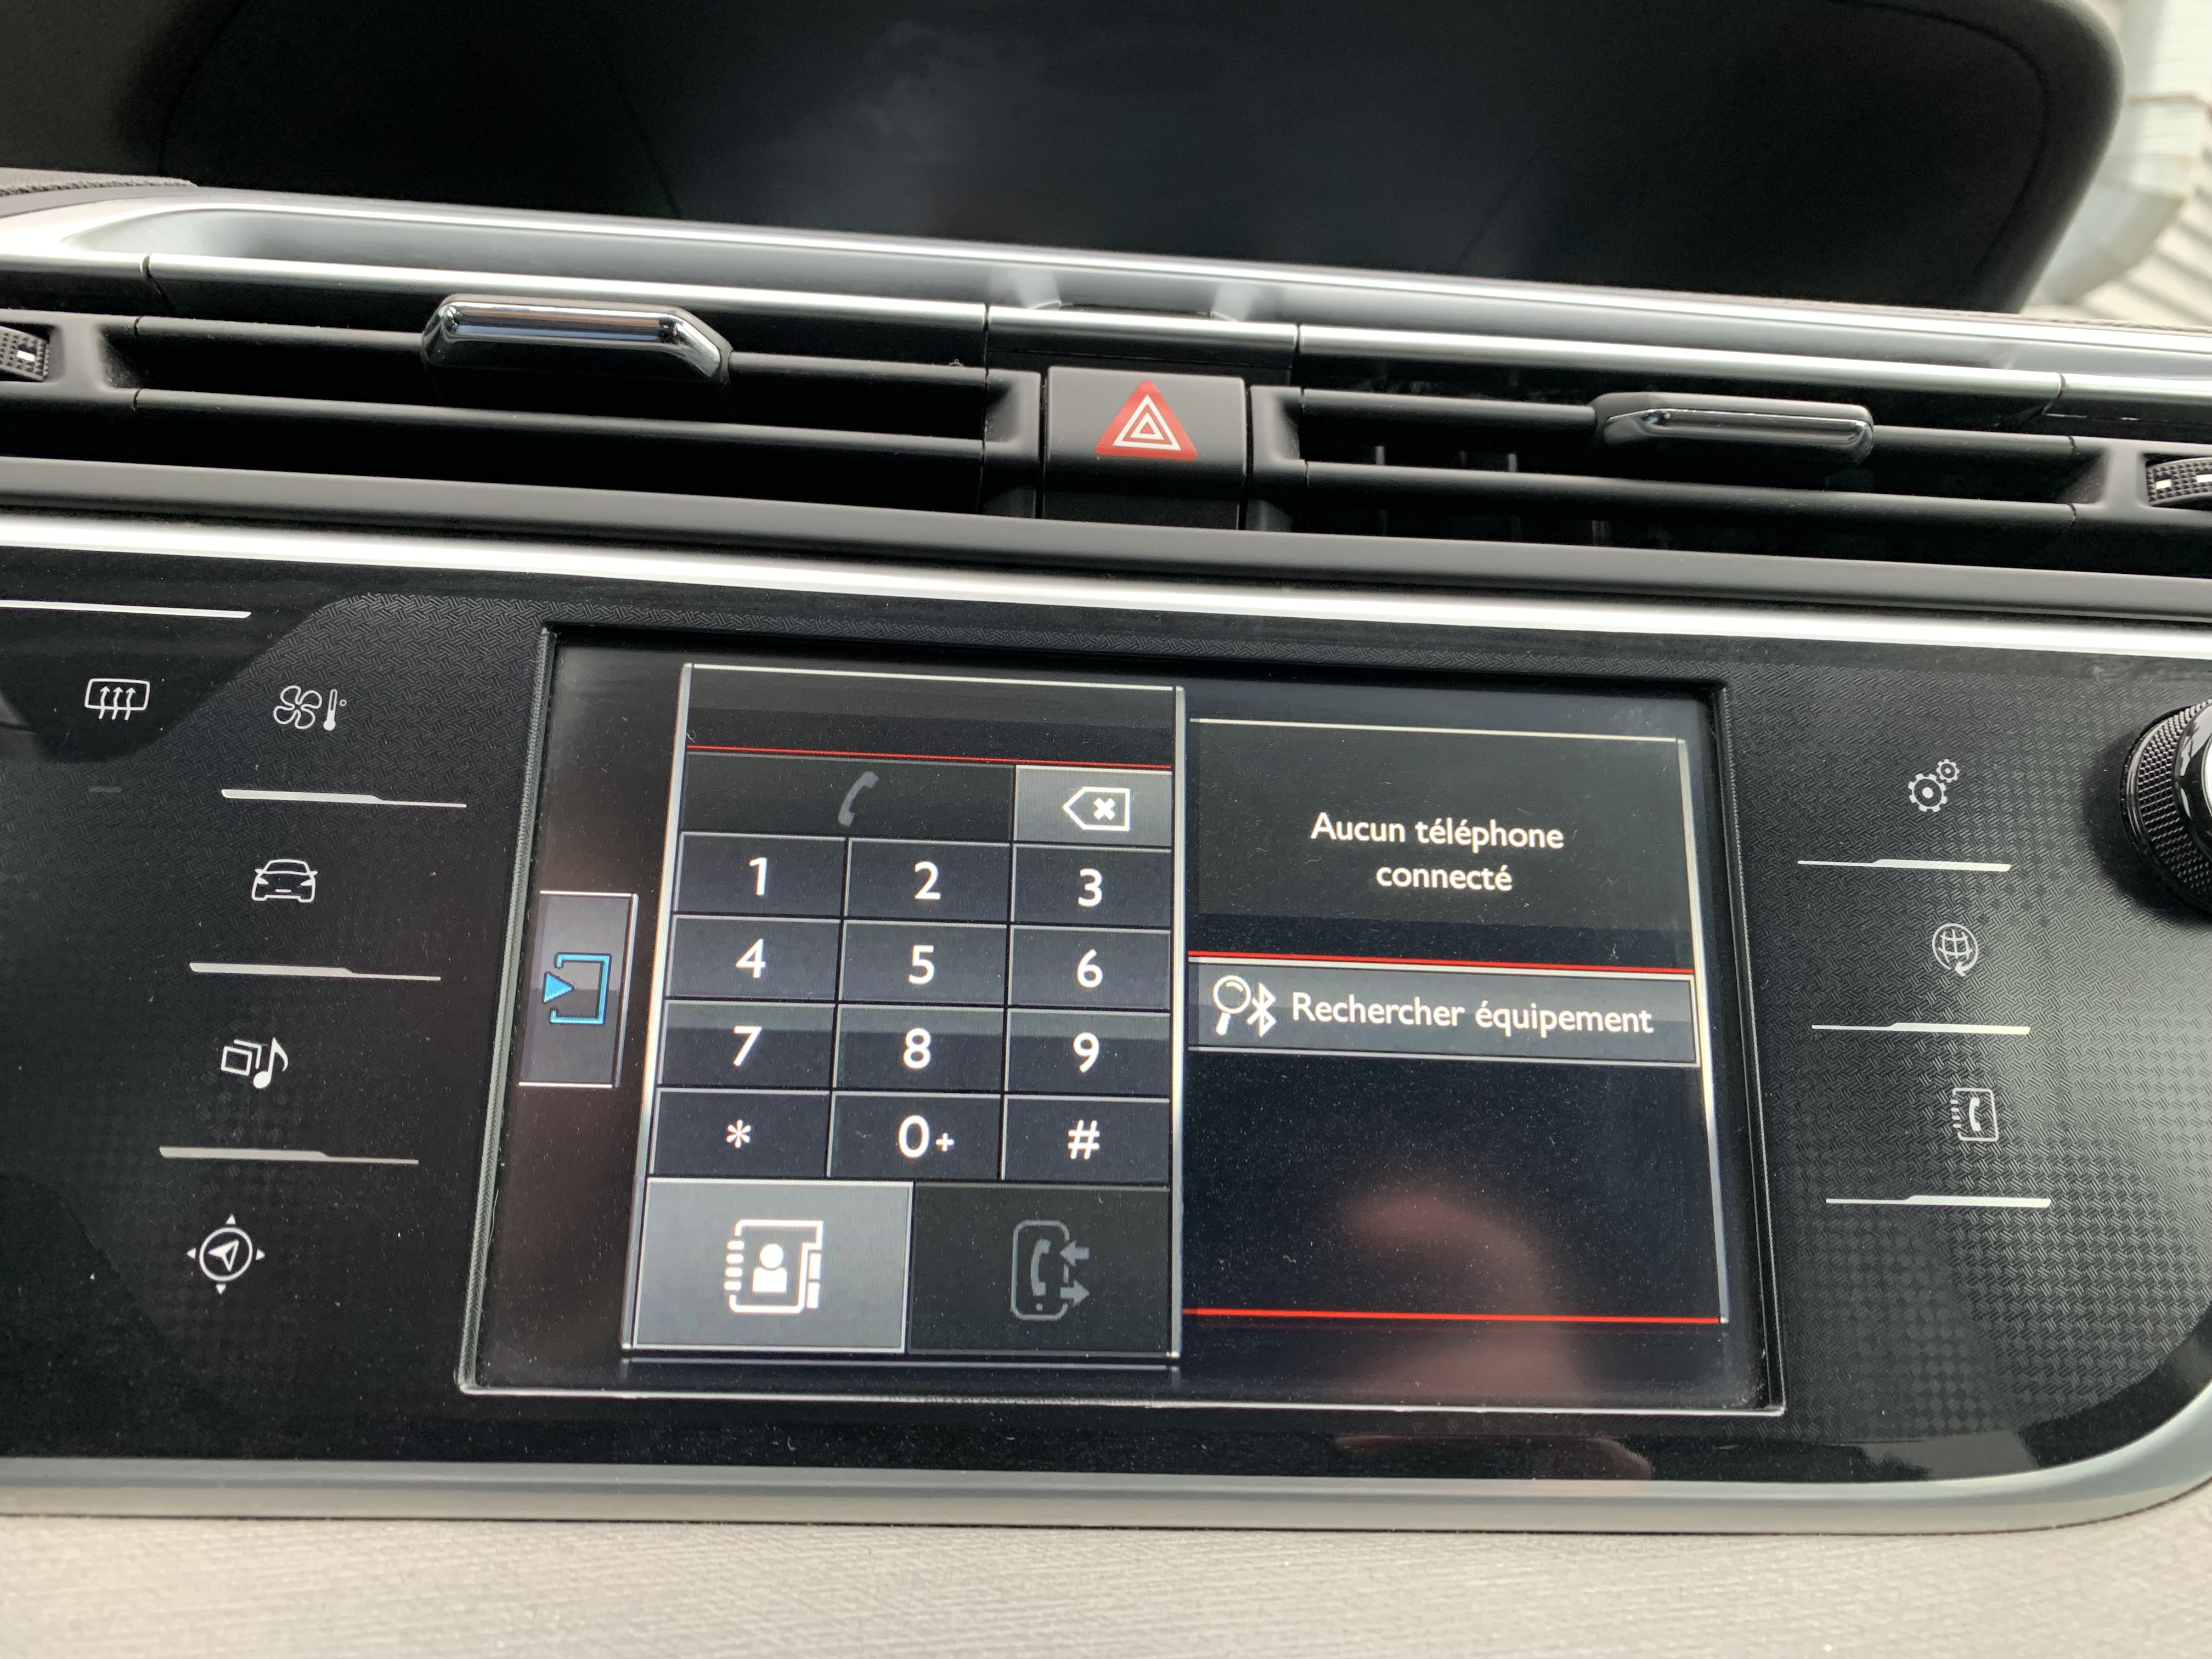 1 2 3
4 5 6
7 8 9
* 0+ #
Aucun téléphone
connecté
Rechercher équipement